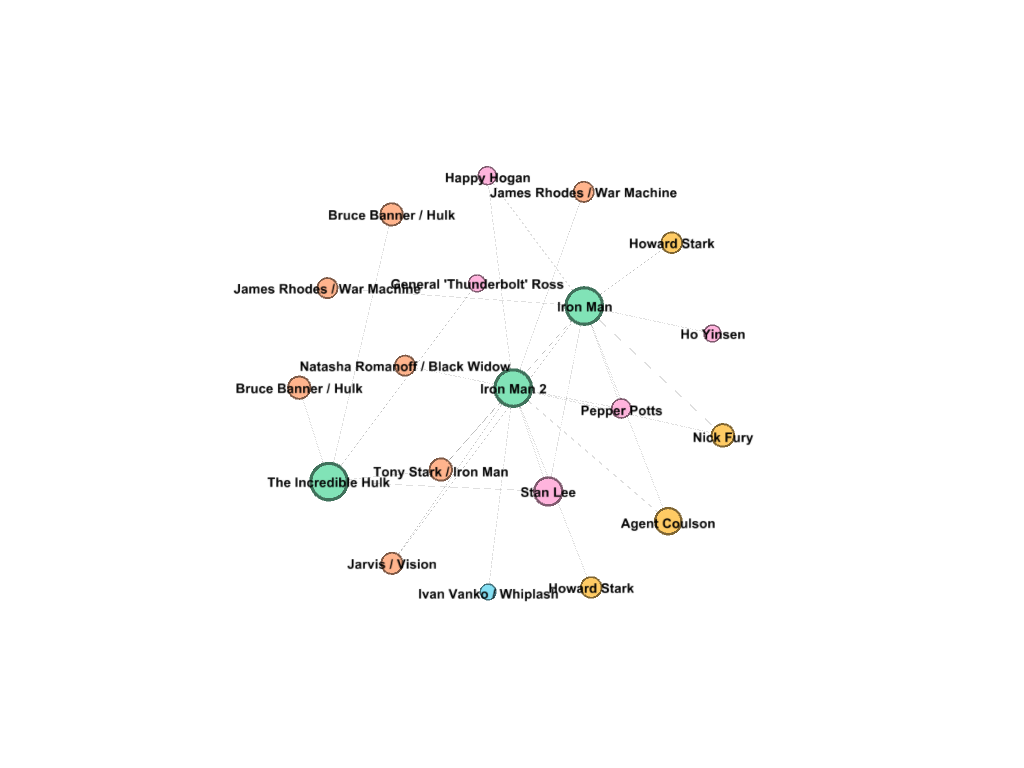 Happy Hogan
James Rhodes / War Machine
Bruce Banner / Hulk
Howard Stark
General 'Thunderbolt' Ross
James Rhodes / War Machine
Iron Man
Ho Yinsen
Natasha Romanoff / Black Widow
Bruce Banner / Hulk
Iron Man 2
Pepper Potts
Nick Fury
Tony Stark / Iron Man
The Incredible Hulk
Stan Lee
Agent Coulson
Jarvis / Vision
Ivan Vanko / Whiplash
Howard Stark